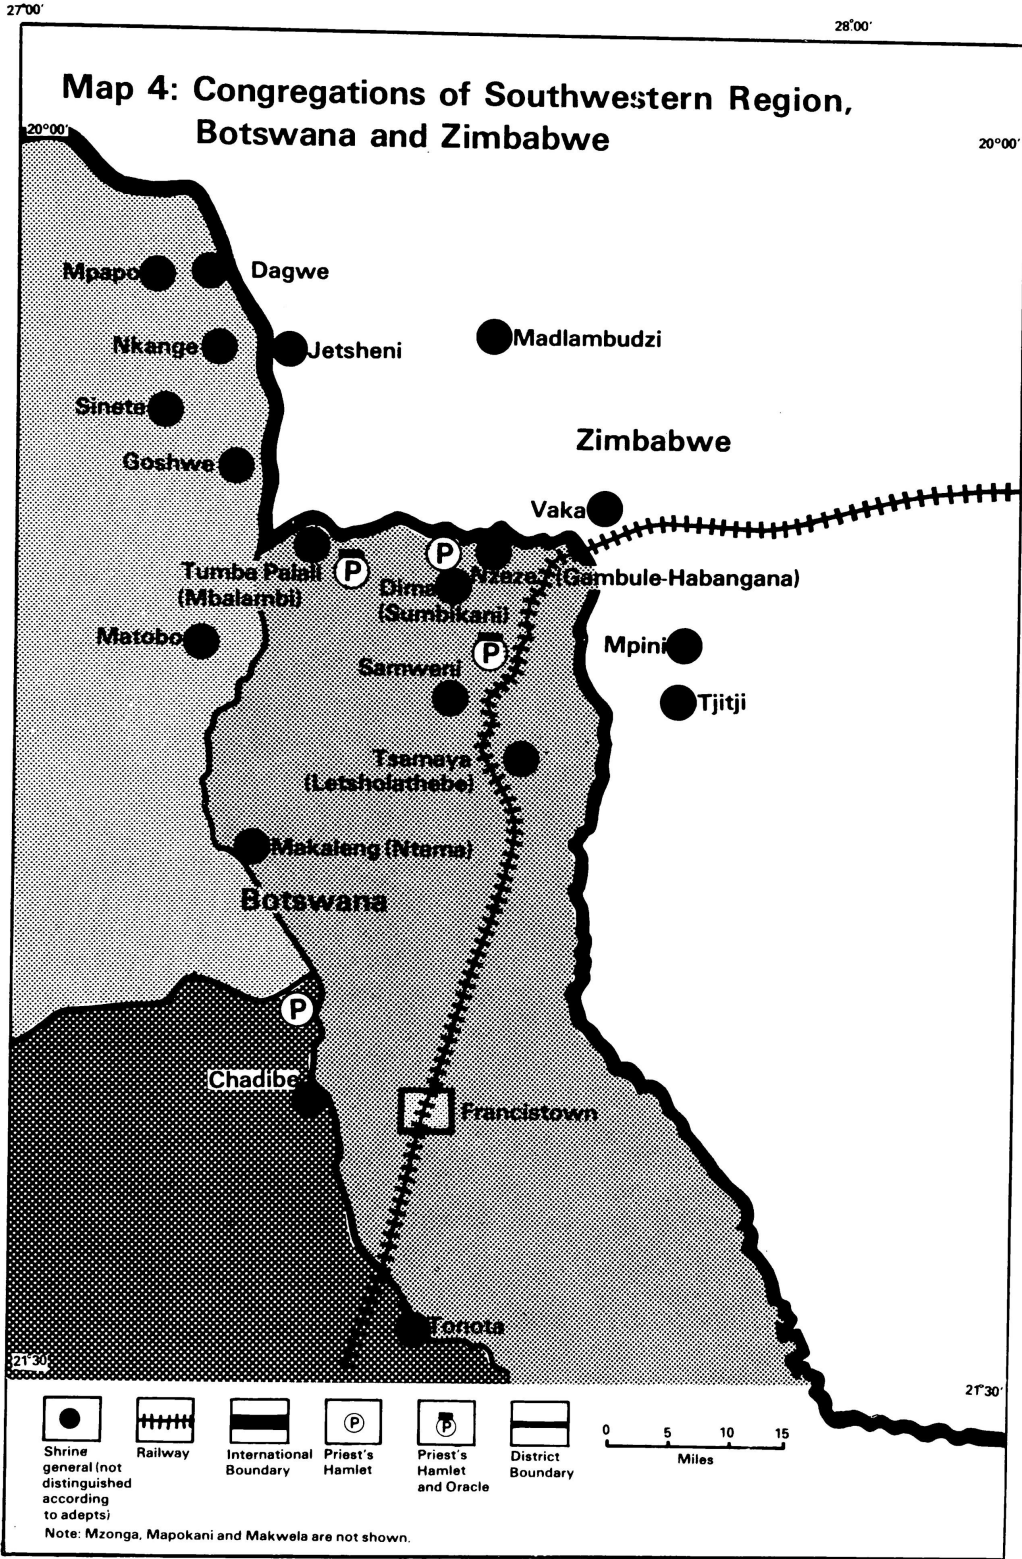 27°00'
28°00'
Map 4: Congregations of Southwestern Region,
Botswana and Zimbabwe
20°00'
20°00'
Mpapo
Dagwe
Nkange
Jetsheni
Madlambudzi
Sinete
Zimbabwe
Goshwe
Vaka
P
P
Tumba Palali
(Mbalambi)
Dima
(Sumbikani)
Nzeze? (Gambule-Habangana)
Matobo
Mpini
P
Samweni
Tjitji
Tsamaya
(Letsholathebe)
Makaleng (Ntema)
Botswana
P
Chadibe
Francistown
Tonota
21°30'
21°30'
P
P
0 5 10 15
Miles
Shrine
general (not
distinguished
according
to adepts)
Railway
International
Boundary
Priest's
Hamlet
Priest's
Hamlet
and Oracle
District
Boundary
Note: Mzonga, Mapokani and Makwela are not shown.